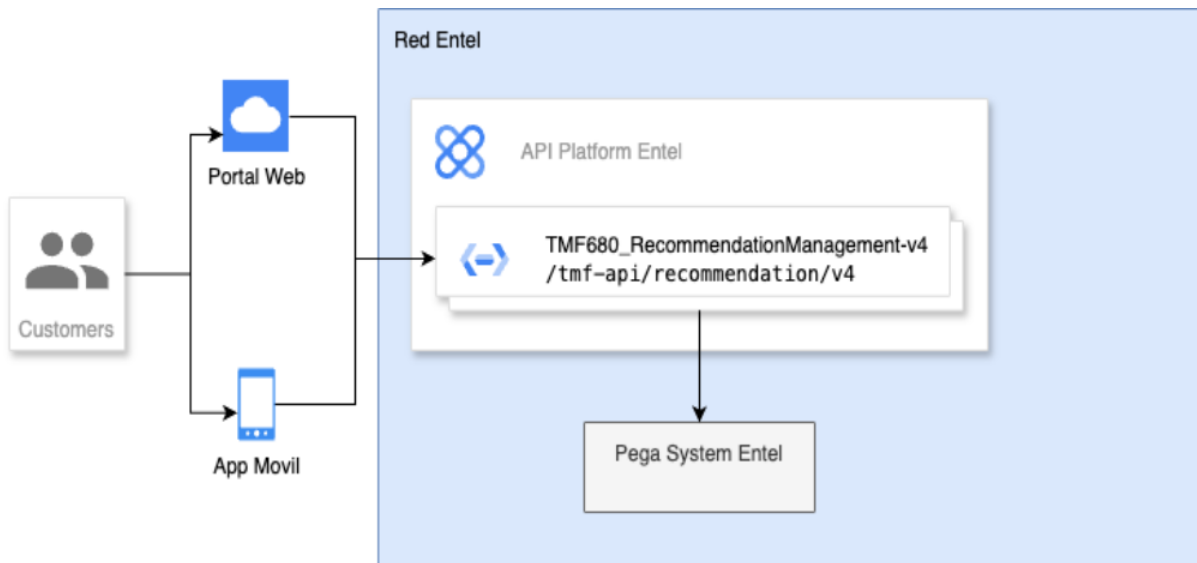 Red Entel
API Platform Entel
Portal Web
TMF680_RecommendationManagement-v4
/tmf-api/recommendation/v4
Customers
App Movil
Pega System Entel